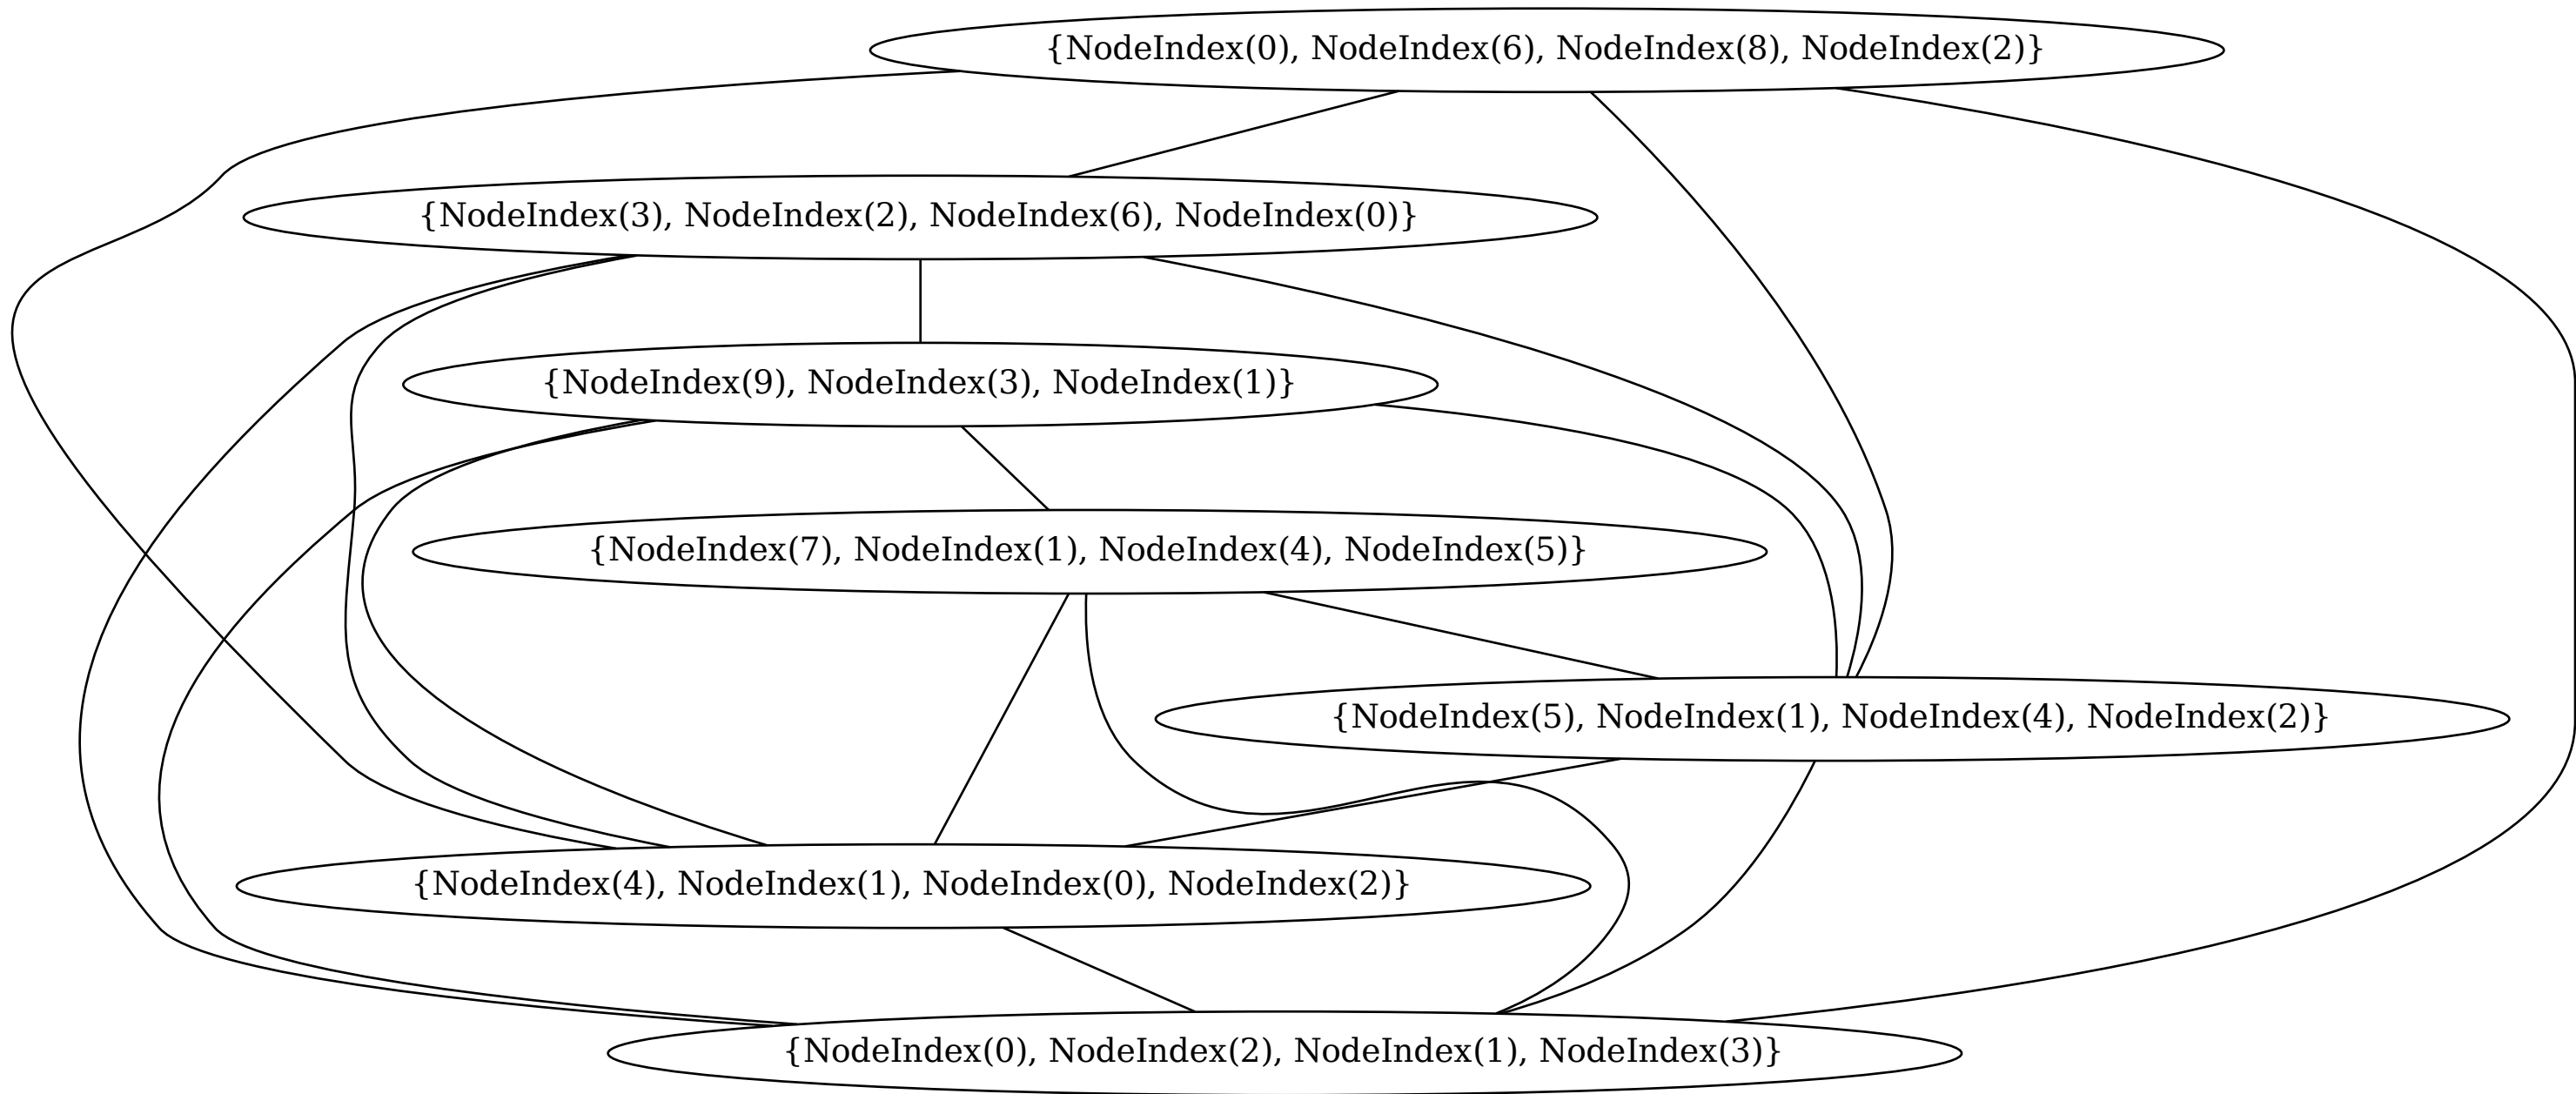 {NodeIndex(0), NodeIndex(6), NodeIndex(8), NodeIndex(2)}
{NodeIndex(3), NodeIndex(2), NodeIndex(6), NodeIndex(0)}
{NodeIndex(9), NodeIndex(3), NodeIndex(1)}
{NodeIndex(7), NodeIndex(1), NodeIndex(4), NodeIndex(5)}
{NodeIndex(5), NodeIndex(1), NodeIndex(4), NodeIndex(2)}
{NodeIndex(4), NodeIndex(1), NodeIndex(0), NodeIndex(2)}
{NodeIndex(0), NodeIndex(2), NodeIndex(1), NodeIndex(3)}